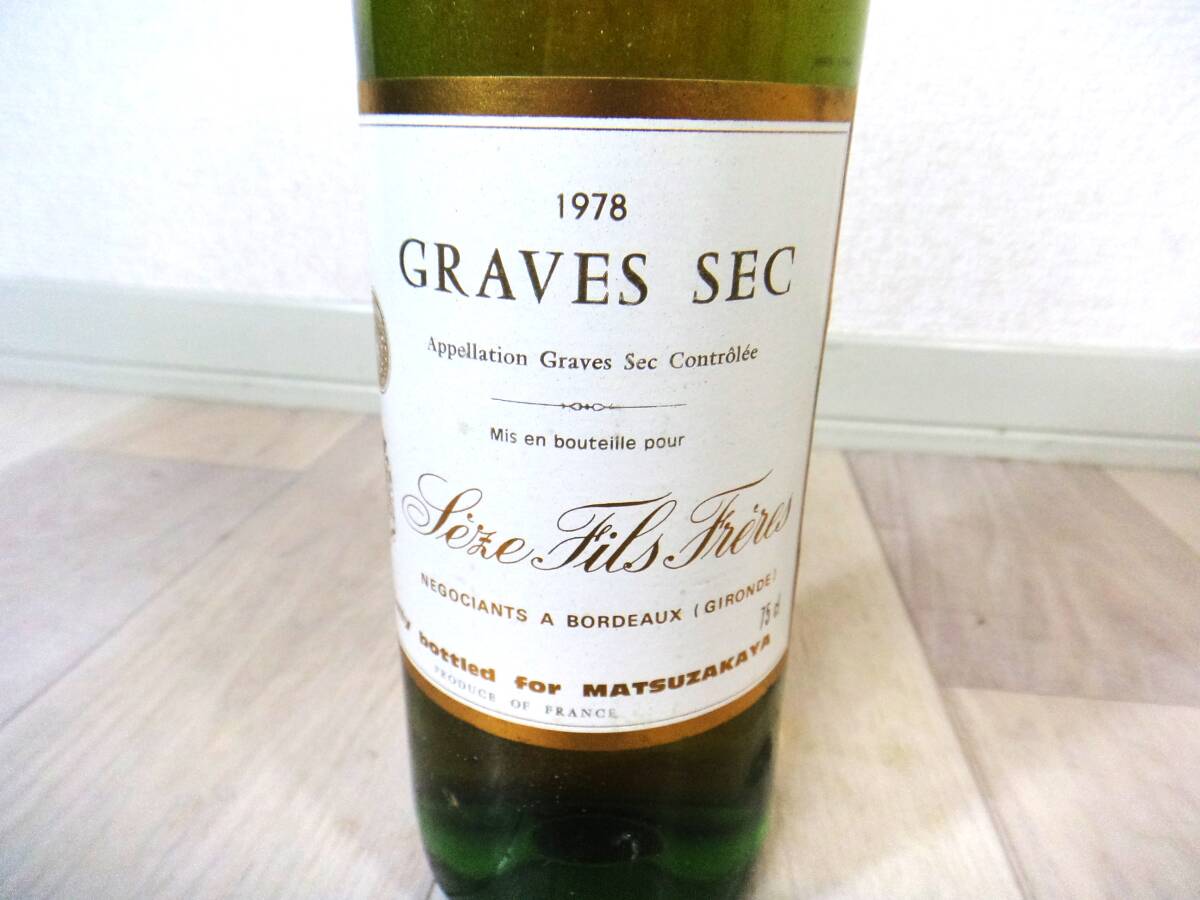 1978
GRAVES SEC
Appellation Graves Sec Contrôlée
Mis en bouteille pour
Sèze Fils Frères
NEGOCIANTS A BORDEAUX (GIRONDE)
75 cl
bottled for MATSUZAKAYA
PRODUCE OF FRANCE